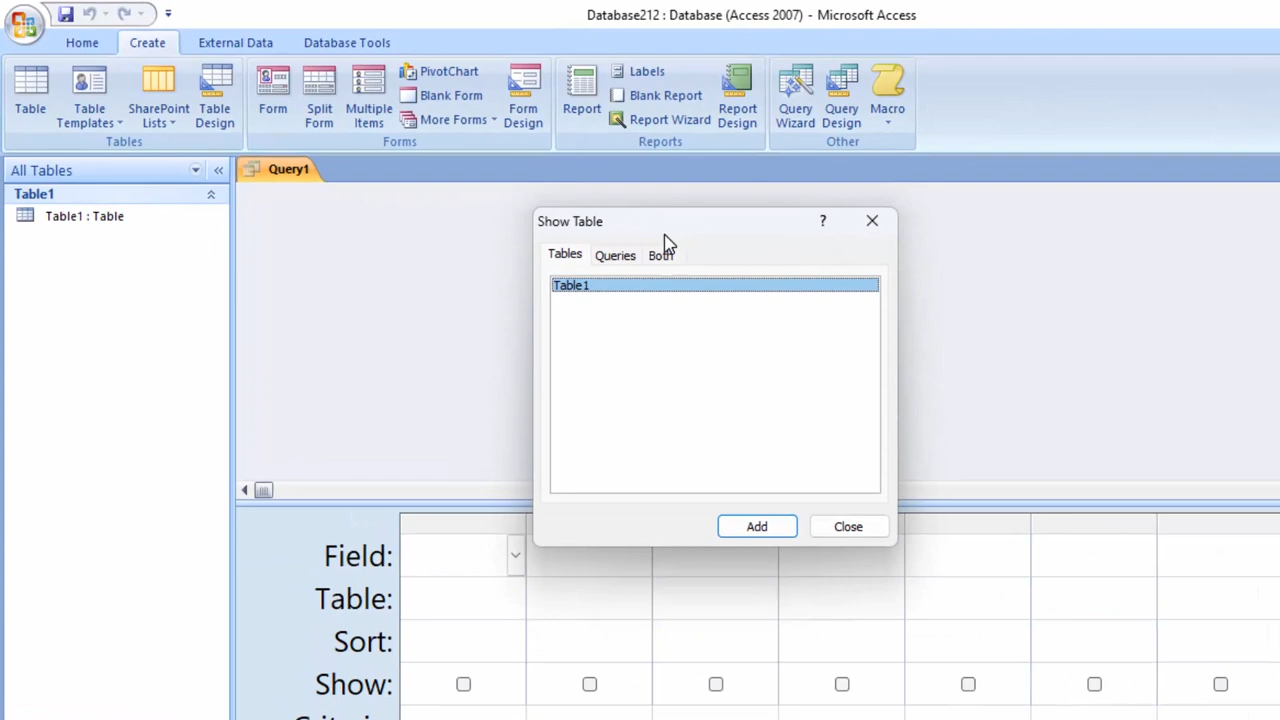 Database212 : Database (Access 2007) - Microsoft Access
Home Create External Data Database Tools
Table
Table Templates
SharePoint Lists
Table Design
Tables
Form
Split Form
Multiple Items
PivotChart
Blank Form
More Forms
Form Design
Forms
Report
Labels
Blank Report
Report Wizard
Report Design
Reports
Query Wizard
Query Design
Macro
Other
All Tables
Table1
Table1 : Table
Query1
Show Table ?
Tables Queries Both
Table1
Add Close
Field:
Table:
Sort:
Show: